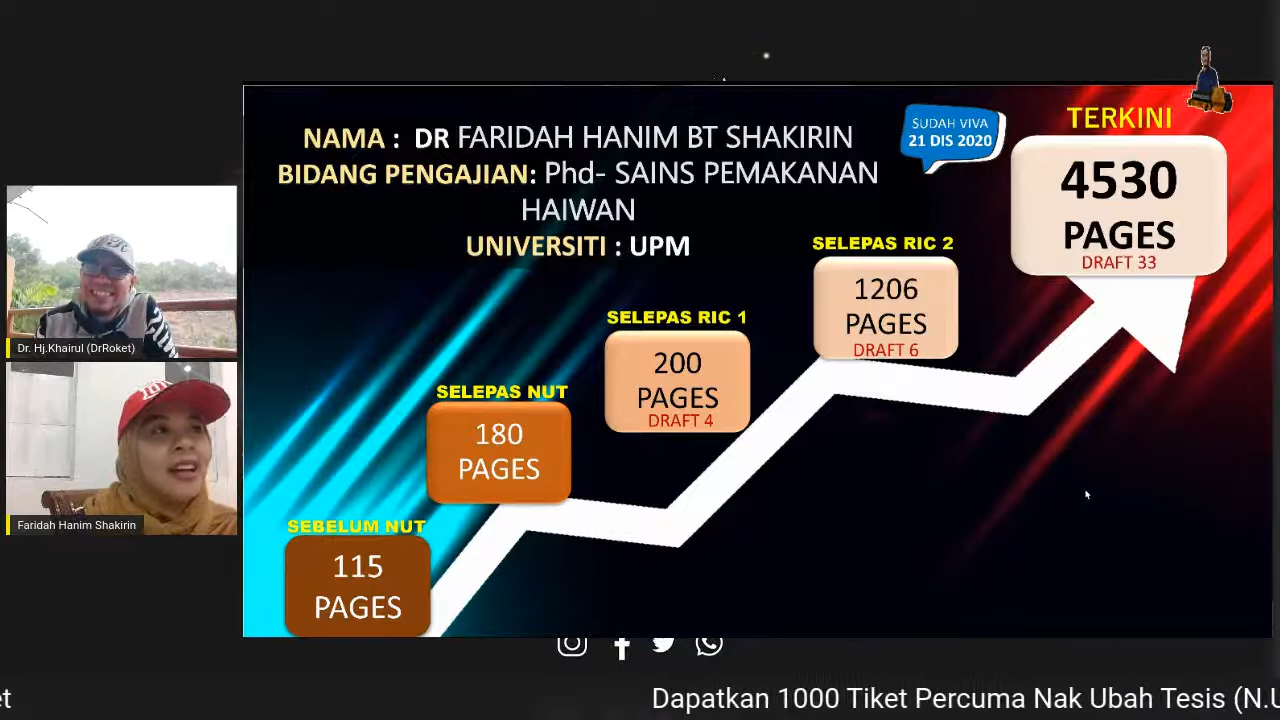 NAMA : DR FARIDAH HANIM BT SHAKIRIN
BIDANG PENGAJIAN: Phd- SAINS PEMAKANAN
HAIWAN
UNIVERSITI : UPM
SUDAH VIVA
21 DIS 2020
TERKINI
4530
PAGES
DRAFT 33
SELEPAS RIC 2
1206
PAGES
DRAFT 6
SELEPAS RIC 1
200
PAGES
DRAFT 4
SELEPAS NUT
180
PAGES
SEBELUM NUT
115
PAGES
Dr. Hj.Khairul (DrRoket)
Faridah Hanim Shakirin
et
Dapatkan 1000 Tiket Percuma Nak Ubah Tesis (N.U